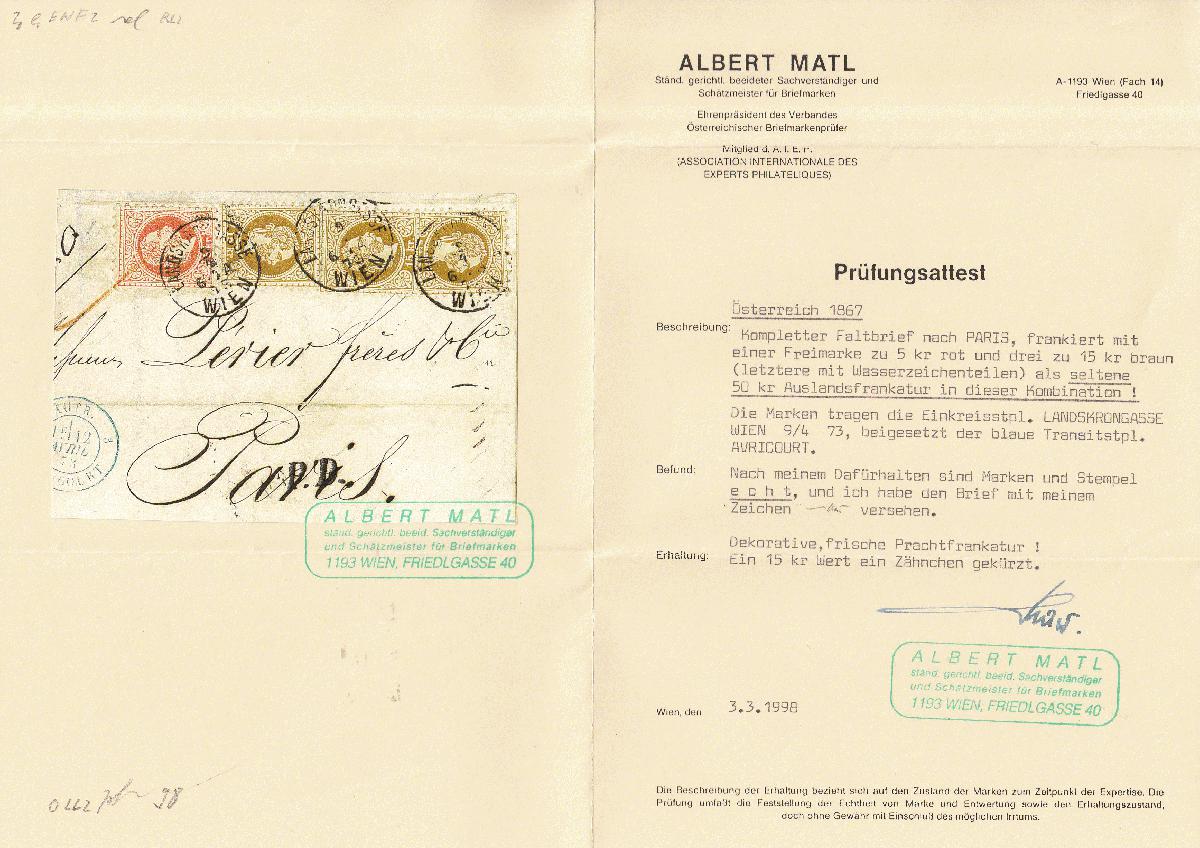 ENFZ
Levier frères & Cie
Paris.
P.D.
LANDSKRONGASSE
WIEN
LANDSKRONGASSE
WIEN
WIEN
12
AVRIL
ALBERT MATL
ständ. gerichtl. beeid. Sachverständiger
und Schätzmeister für Briefmarken
1193 WIEN, FRIEDLGASSE 40
98
ALBERT MATL
Ständ. gerichtl. beeideter Sachverständiger und
Schätzmeister für Briefmarken
Ehrenpräsident des Verbandes
Österreichischer Briefmarkenprüfer
Mitglied d. A. I. E. P.
(ASSOCIATION INTERNATIONALE DES
EXPERTS PHILATELIQUES)
A-1193 Wien (Fach 14)
Friedlgasse 40
Prüfungsattest
Österreich 1867
Beschreibung: Kompletter Faltbrief nach PARIS, frankiert mit
einer Freimarke zu 5 kr rot und drei zu 15 kr braun
(letztere mit Wasserzeichenteilen) als seltene
50 kr Auslandsfrankatur in dieser Kombination !
Die Marken tragen die Einkreisstpl. LANDSKRONGASSE
WIEN 9/4 73, beigesetzt der blaue Transitstpl.
AVRICOURT.
Befund: Nach meinem Dafürhalten sind Marken und Stempel
e c h t, und ich habe den Brief mit meinem
Zeichen versehen.
Erhaltung: Dekorative,frische Prachtfrankatur !
Ein 15 kr Wert ein Zähnchen gekürzt.
ALBERT MATL
ständ. gerichtl. beeid. Sachverständiger
und Schätzmeister für Briefmarken
1193 WIEN, FRIEDLGASSE 40
Wien, den 3.3.1998
Die Beschreibung der Erhaltung bezieht sich auf den Zustand der Marken zum Zeitpunkt der Expertise. Die
Prüfung umfaßt die Feststellung der Echtheit von Marke und Entwertung sowie den Erhaltungszustand,
doch ohne Gewähr mit Einschluß des möglichen Irrtums.